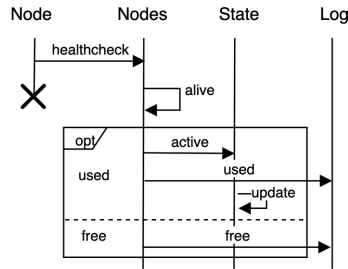 Node Nodes State Log
healthcheck
alive
opt
active
used
used
update
free
free